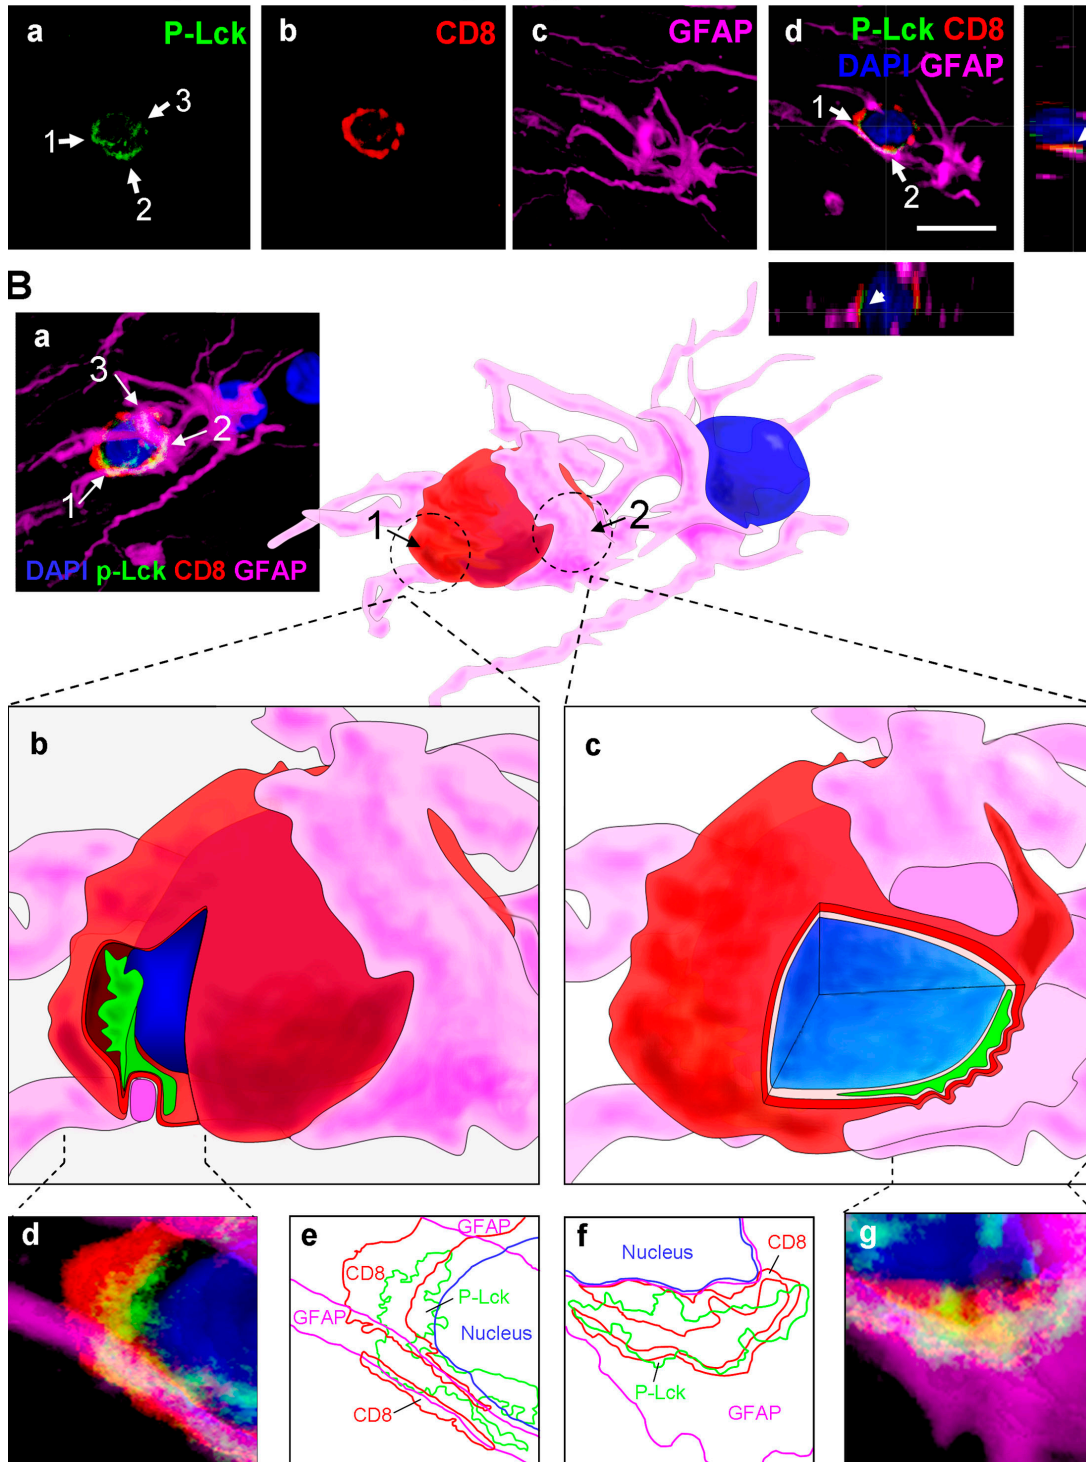 a
P-Lck
1
2
3
b
CD8
c
GFAP
d
P-Lck CD8
DAPI GFAP
1
2
B
a
3
2
1
DAPI p-Lck CD8 GFAP
1
2
b
c
d
e
GFAP
CD8
P-Lck
GFAP
Nucleus
CD8
f
Nucleus
CD8
P-Lck
GFAP
g